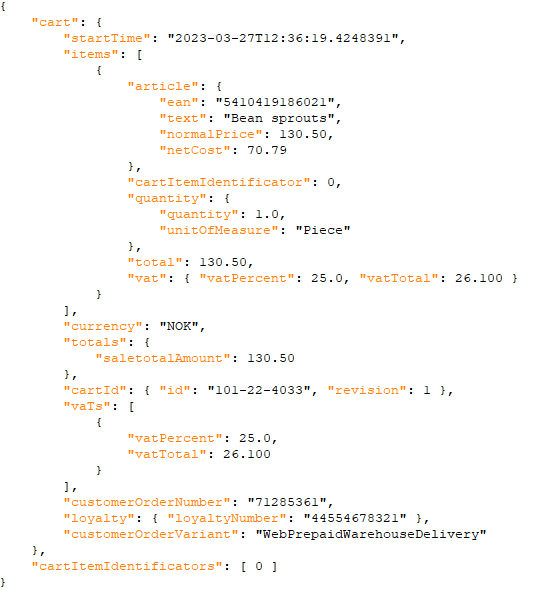 {
    "cart": {
        "startTime": "2023-03-27T12:36:19.4248391",
        "items": [
            {
                "article": {
                    "ean": "5410419186021",
                    "text": "Bean sprouts",
                    "normalPrice": 130.50,
                    "netCost": 70.79
                },
                "cartItemIdentificator": 0,
                "quantity": {
                    "quantity": 1.0,
                    "unitOfMeasure": "Piece"
                },
                "total": 130.50,
                "vat": { "vatPercent": 25.0, "vatTotal": 26.100 }
            }
        ],
        "currency": "NOK",
        "totals": {
            "saletotalAmount": 130.50
        },
        "cartId": { "id": "101-22-4033", "revision": 1 },
        "vaTs": [
            {
                "vatPercent": 25.0,
                "vatTotal": 26.100
            }
        ],
        "customerOrderNumber": "71285361",
        "loyalty": { "loyaltyNumber": "44554678321" },
        "customerOrderVariant": "WebPrepaidWarehouseDelivery"
    },
    "cartItemIdentificators": [ 0 ]
}